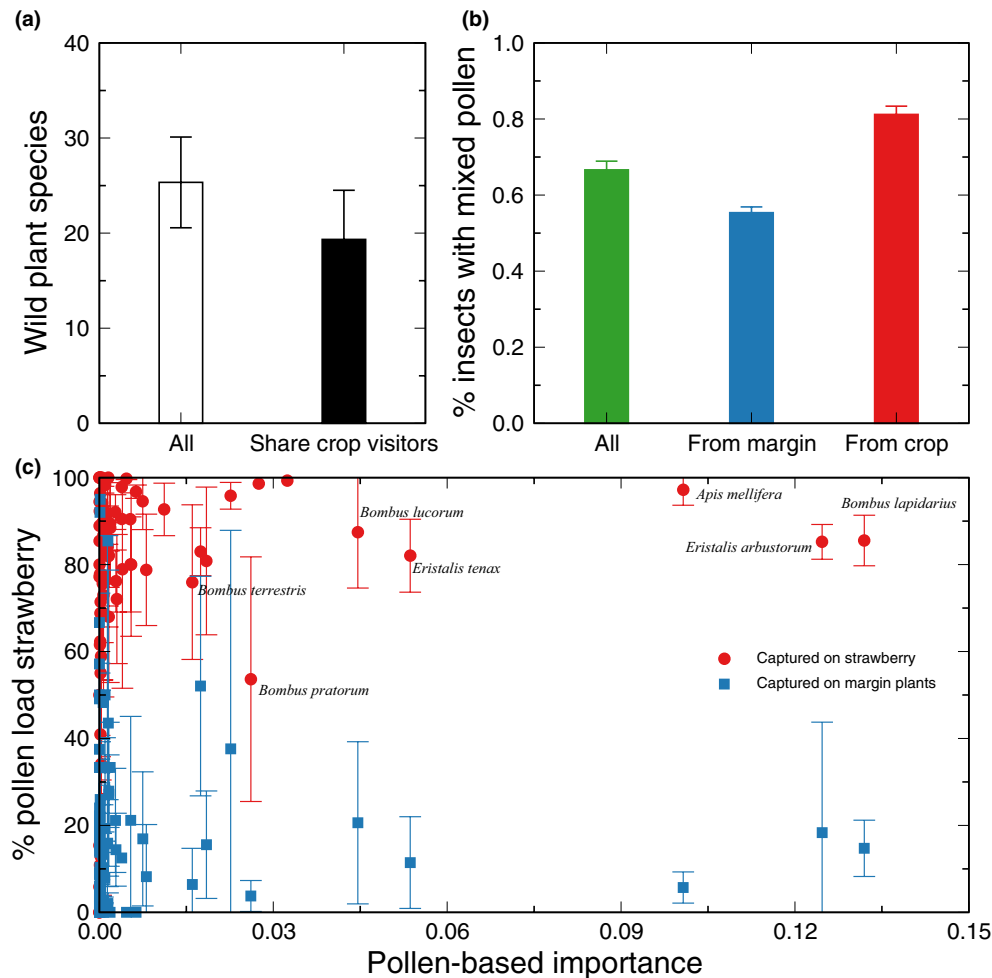 (a)
40
30
20
10
0
Wild plant species
All
Share crop visitors
(b)
1.0
0.8
0.6
0.4
0.2
0.0
% insects with mixed pollen
All
From margin
From crop
(c)
100
80
60
40
20
0
% pollen load strawberry
Apis mellifera
Bombus lapidarius
Bombus lucorum
Eristalis arbustorum
Eristalis tenax
Bombus terrestris
Bombus pratorum
Captured on strawberry
Captured on margin plants
0.00
0.03
0.06
0.09
0.12
0.15
Pollen-based importance